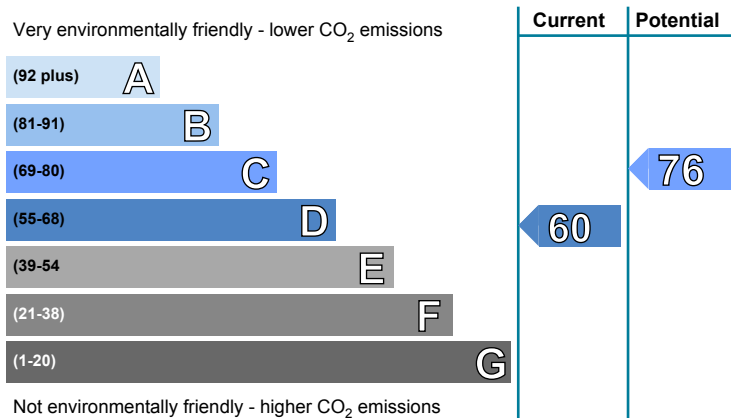 Very environmentally friendly - lower CO₂ emissions
Current
Potential
(92 plus) A
(81-91) B
(69-80) C
76
(55-68) D
60
(39-54 E
(21-38) F
(1-20) G
Not environmentally friendly - higher CO₂ emissions